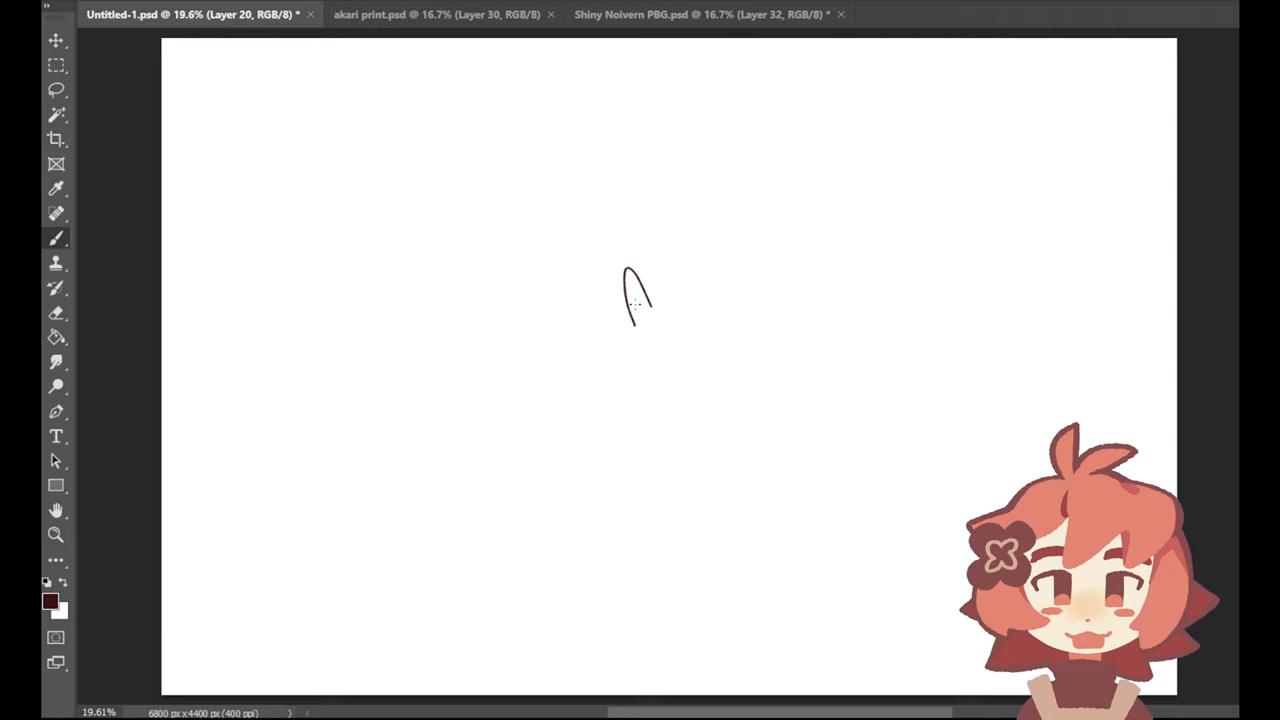 Untitled-1.psd @ 19.6% (Layer 20, RGB/8) * akari print.psd @ 16.7% (Layer 30, RGB/8) Shiny Noivern PBG.psd @ 16.7% (Layer 32, RGB/8) *
19.61% 6800 px x 4400 px (400 ppi)